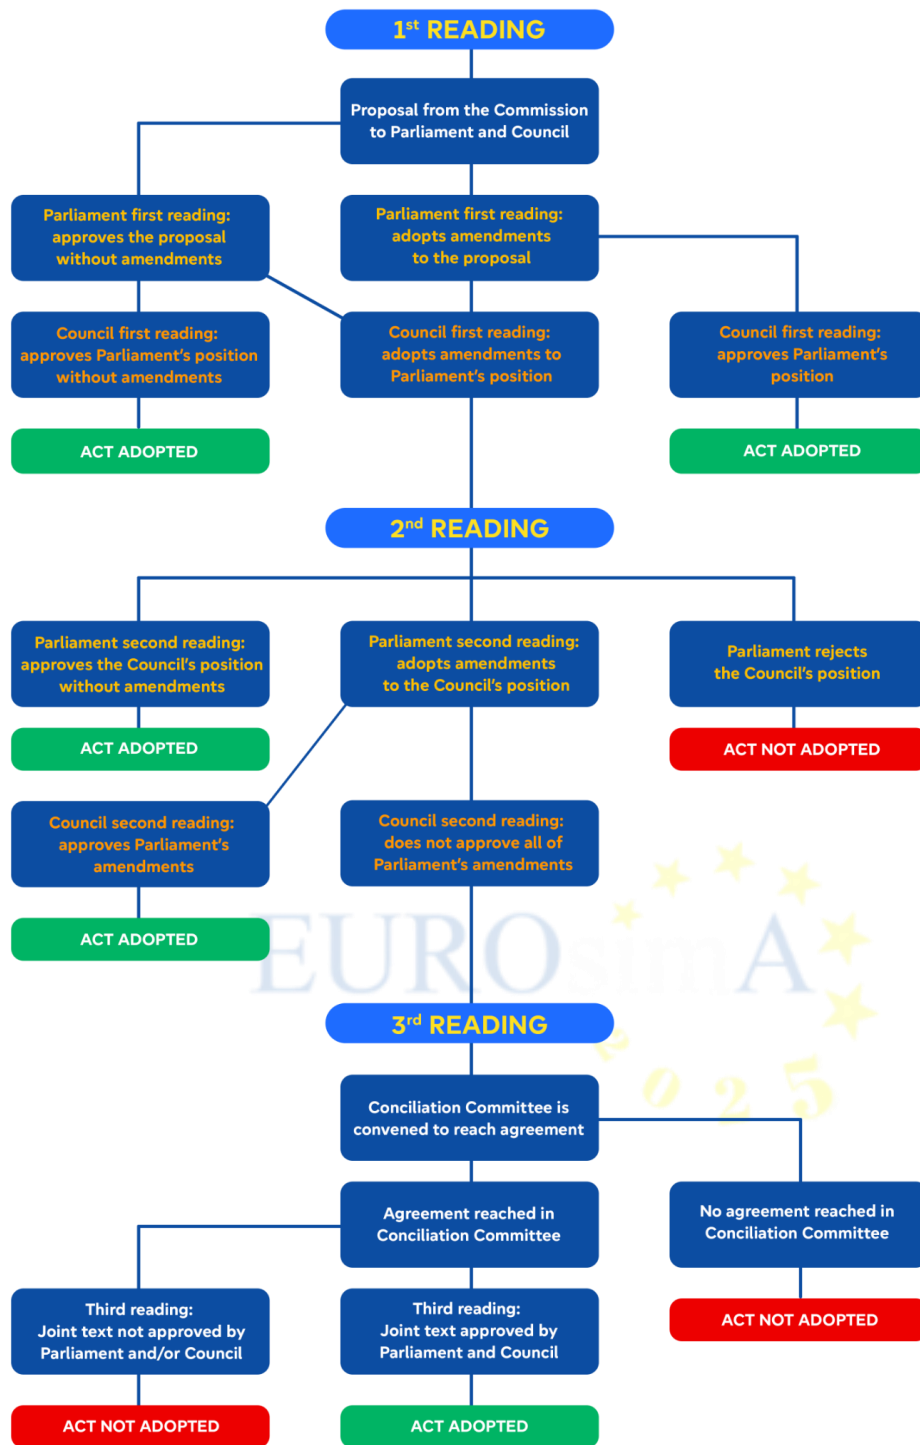 1st READING
Proposal from the Commission
to Parliament and Council
Parliament first reading:
approves the proposal
without amendments
Parliament first reading:
adopts amendments
to the proposal
Council first reading:
approves Parliament's position
without amendments
Council first reading:
adopts amendments to
Parliament's position
Council first reading:
approves Parliament's
position
ACT ADOPTED
ACT ADOPTED
2nd READING
Parliament second reading:
approves the Council's position
without amendments
Parliament second reading:
adopts amendments
to the Council's position
Parliament rejects
the Council's position
ACT ADOPTED
ACT NOT ADOPTED
Council second reading:
approves Parliament's
amendments
Council second reading:
does not approve all of
Parliament's amendments
ACT ADOPTED
EUROsimA
2025
3rd READING
Conciliation Committee is
convened to reach agreement
Agreement reached in
Conciliation Committee
No agreement reached in
Conciliation Committee
ACT NOT ADOPTED
Third reading:
Joint text not approved by
Parliament and/or Council
Third reading:
Joint text approved by
Parliament and Council
ACT NOT ADOPTED
ACT ADOPTED